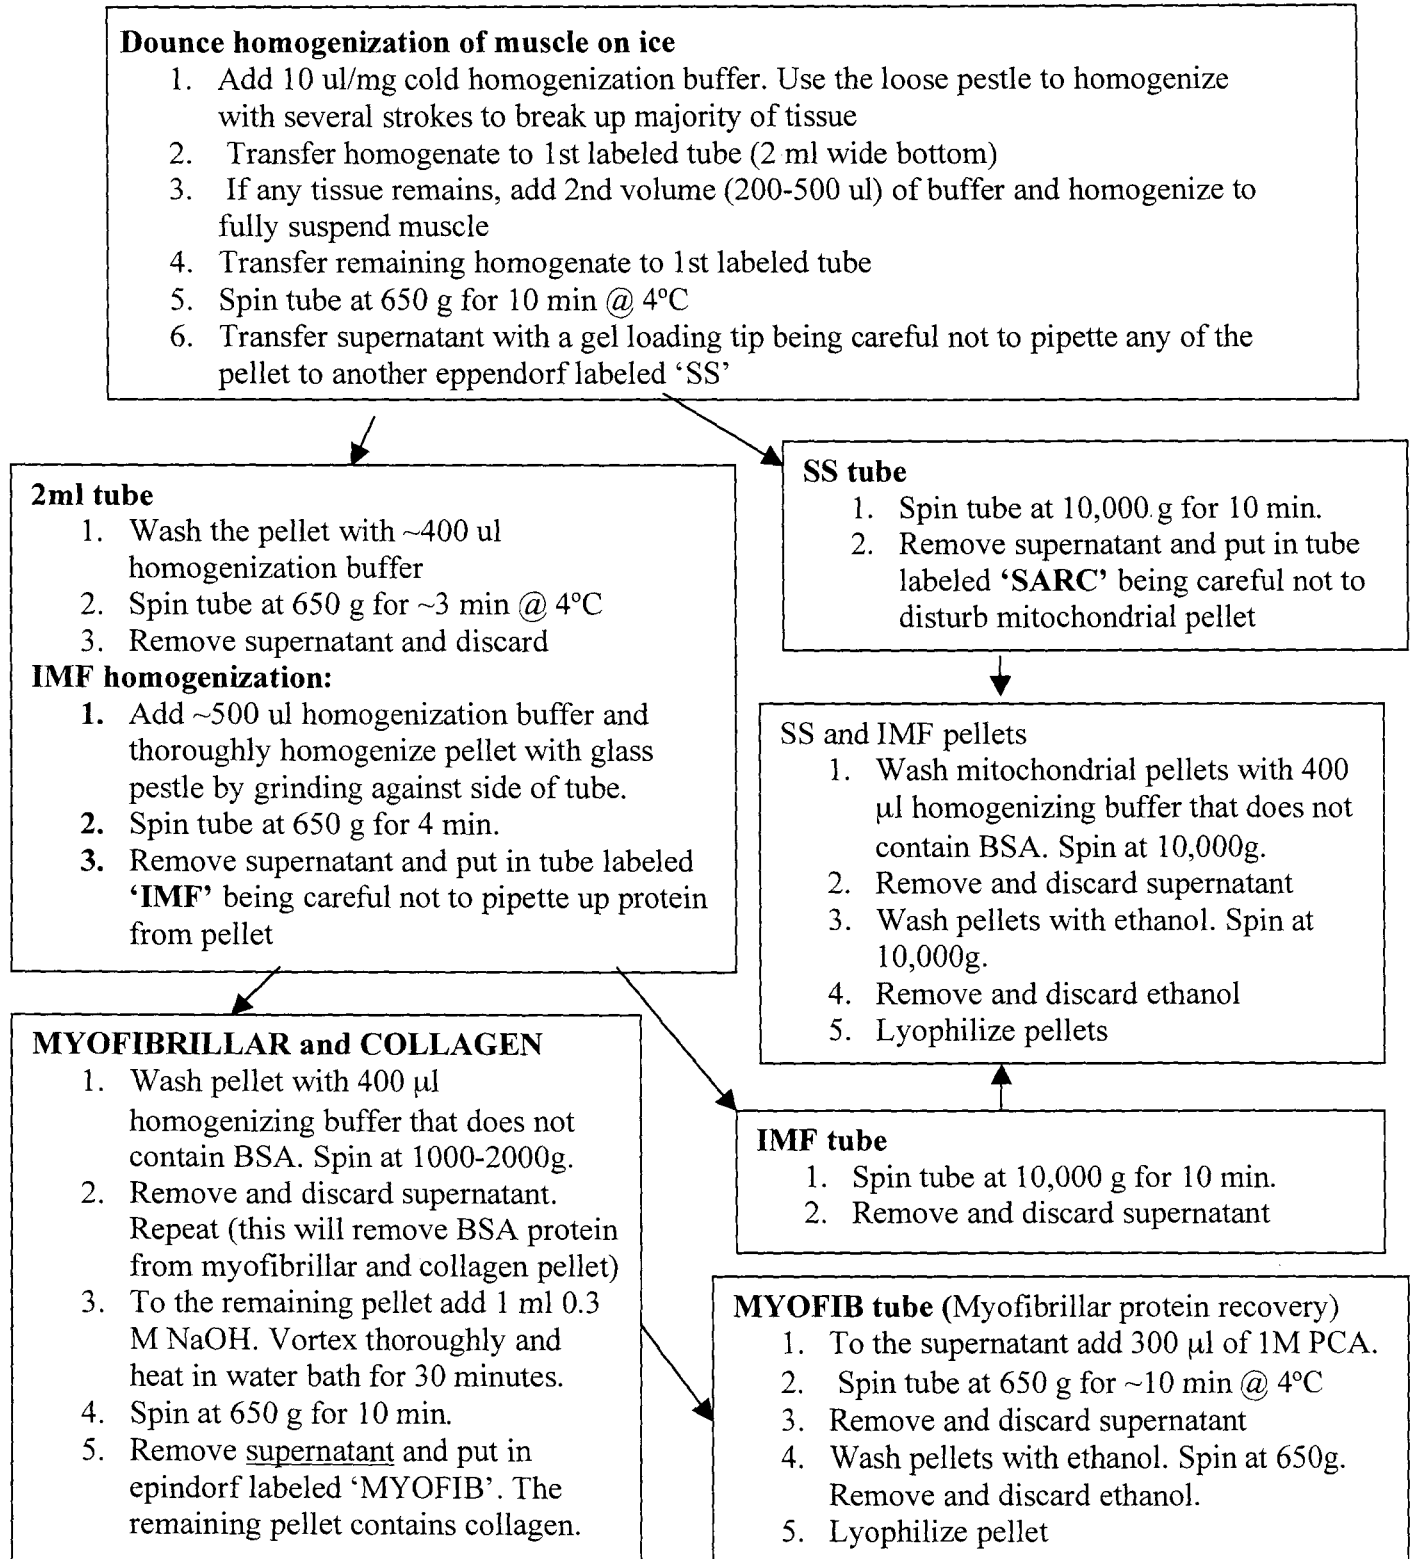 Dounce homogenization of muscle on ice
1. Add 10 ul/mg cold homogenization buffer. Use the loose pestle to homogenize
with several strokes to break up majority of tissue
2. Transfer homogenate to 1st labeled tube (2 ml wide bottom)
3. If any tissue remains, add 2nd volume (200-500 ul) of buffer and homogenize to
fully suspend muscle
4. Transfer remaining homogenate to 1st labeled tube
5. Spin tube at 650 g for 10 min @ 4ºC
6. Transfer supernatant with a gel loading tip being careful not to pipette any of the
pellet to another eppendorf labeled ‘SS’
2ml tube
1. Wash the pellet with ~400 ul
homogenization buffer
2. Spin tube at 650 g for ~3 min @ 4ºC
3. Remove supernatant and discard
IMF homogenization:
1. Add ~500 ul homogenization buffer and
thoroughly homogenize pellet with glass
pestle by grinding against side of tube.
2. Spin tube at 650 g for 4 min.
3. Remove supernatant and put in tube labeled
‘IMF’ being careful not to pipette up protein
from pellet
SS tube
1. Spin tube at 10,000 g for 10 min.
2. Remove supernatant and put in tube
labeled ‘SARC’ being careful not to
disturb mitochondrial pellet
SS and IMF pellets
1. Wash mitochondrial pellets with 400
µl homogenizing buffer that does not
contain BSA. Spin at 10,000g.
2. Remove and discard supernatant
3. Wash pellets with ethanol. Spin at
10,000g.
4. Remove and discard ethanol
5. Lyophilize pellets
MYOFIBRILLAR and COLLAGEN
1. Wash pellet with 400 µl
homogenizing buffer that does not
contain BSA. Spin at 1000-2000g.
2. Remove and discard supernatant.
Repeat (this will remove BSA protein
from myofibrillar and collagen pellet)
3. To the remaining pellet add 1 ml 0.3
M NaOH. Vortex thoroughly and
heat in water bath for 30 minutes.
4. Spin at 650 g for 10 min.
5. Remove supernatant and put in
epindorf labeled ‘MYOFIB’. The
remaining pellet contains collagen.
IMF tube
1. Spin tube at 10,000 g for 10 min.
2. Remove and discard supernatant
MYOFIB tube (Myofibrillar protein recovery)
1. To the supernatant add 300 µl of 1M PCA.
2. Spin tube at 650 g for ~10 min @ 4ºC
3. Remove and discard supernatant
4. Wash pellets with ethanol. Spin at 650g.
Remove and discard ethanol.
5. Lyophilize pellet